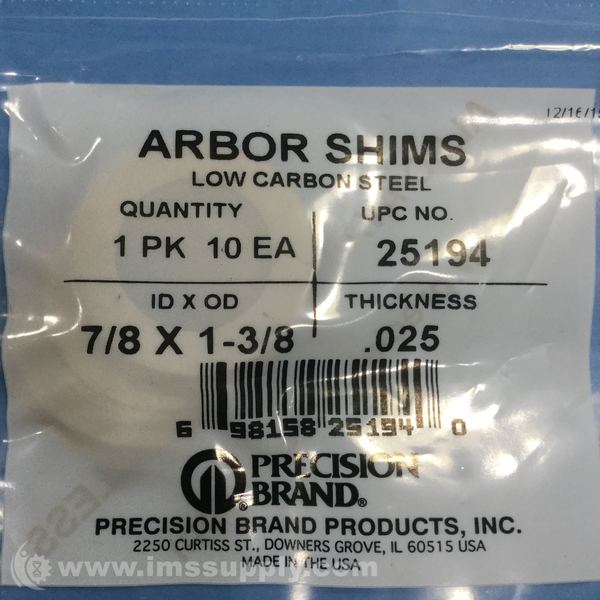 12/16/1
ARBOR SHIMS
LOW CARBON STEEL
QUANTITY
UPC NO.
1 PK 10 EA
25194
ID X OD
THICKNESS
7/8 X 1-3/8
.025
6 98158 25194 0
PRECISION
BRAND®
PRECISION BRAND PRODUCTS, INC.
2250 CURTISS ST., DOWNERS GROVE, IL 60515 USA
MADE IN THE USA
www.imssupply.com